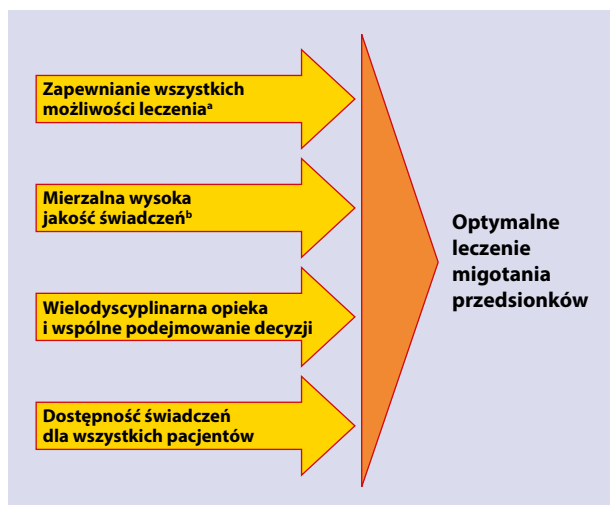 Zapewnianie wszystkich
możliwości leczeniaᵃ
Mierzalna wysoka
jakość świadczeńᵇ
Wielodyscyplinarna opieka
i wspólne podejmowanie decyzji
Dostępność świadczeń
dla wszystkich pacjentów
Optymalne
leczenie
migotania
przedsionków